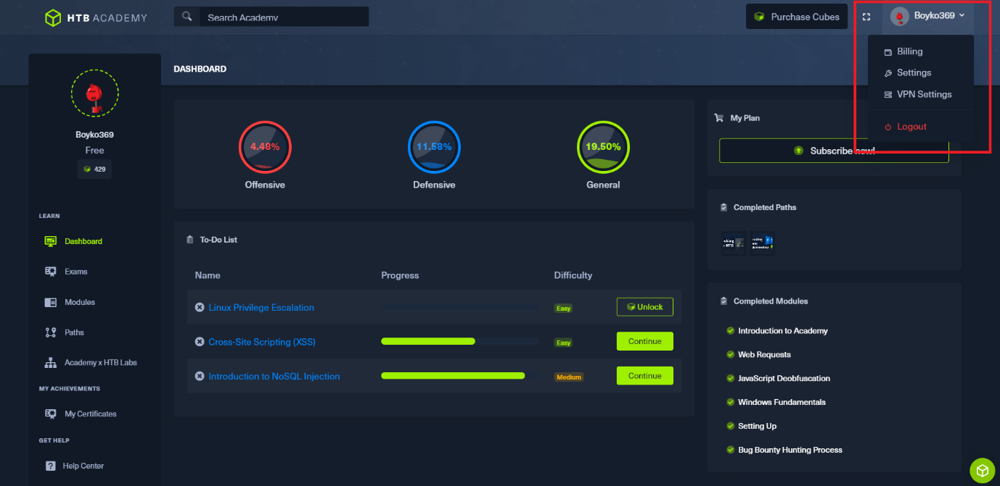 HTB ACADEMY
Search Academy
Purchase Cubes
Boyko369
Billing
Settings
VPN Settings
Logout
Boyko369
Free
429
LEARN
Dashboard
Exams
Modules
Paths
Academy x HTB Labs
MY ACHIEVEMENTS
My Certificates
GET HELP
Help Center
DASHBOARD
4.48%
11.58%
19.50%
Offensive
Defensive
General
To-Do List
Name Progress Difficulty
Linux Privilege Escalation Easy Unlock
Cross-Site Scripting (XSS) Easy Continue
Introduction to NoSQL Injection Medium Continue
My Plan
Subscribe now!
Completed Paths
Completed Modules
Introduction to Academy
Web Requests
JavaScript Deobfuscation
Windows Fundamentals
Setting Up
Bug Bounty Hunting Process